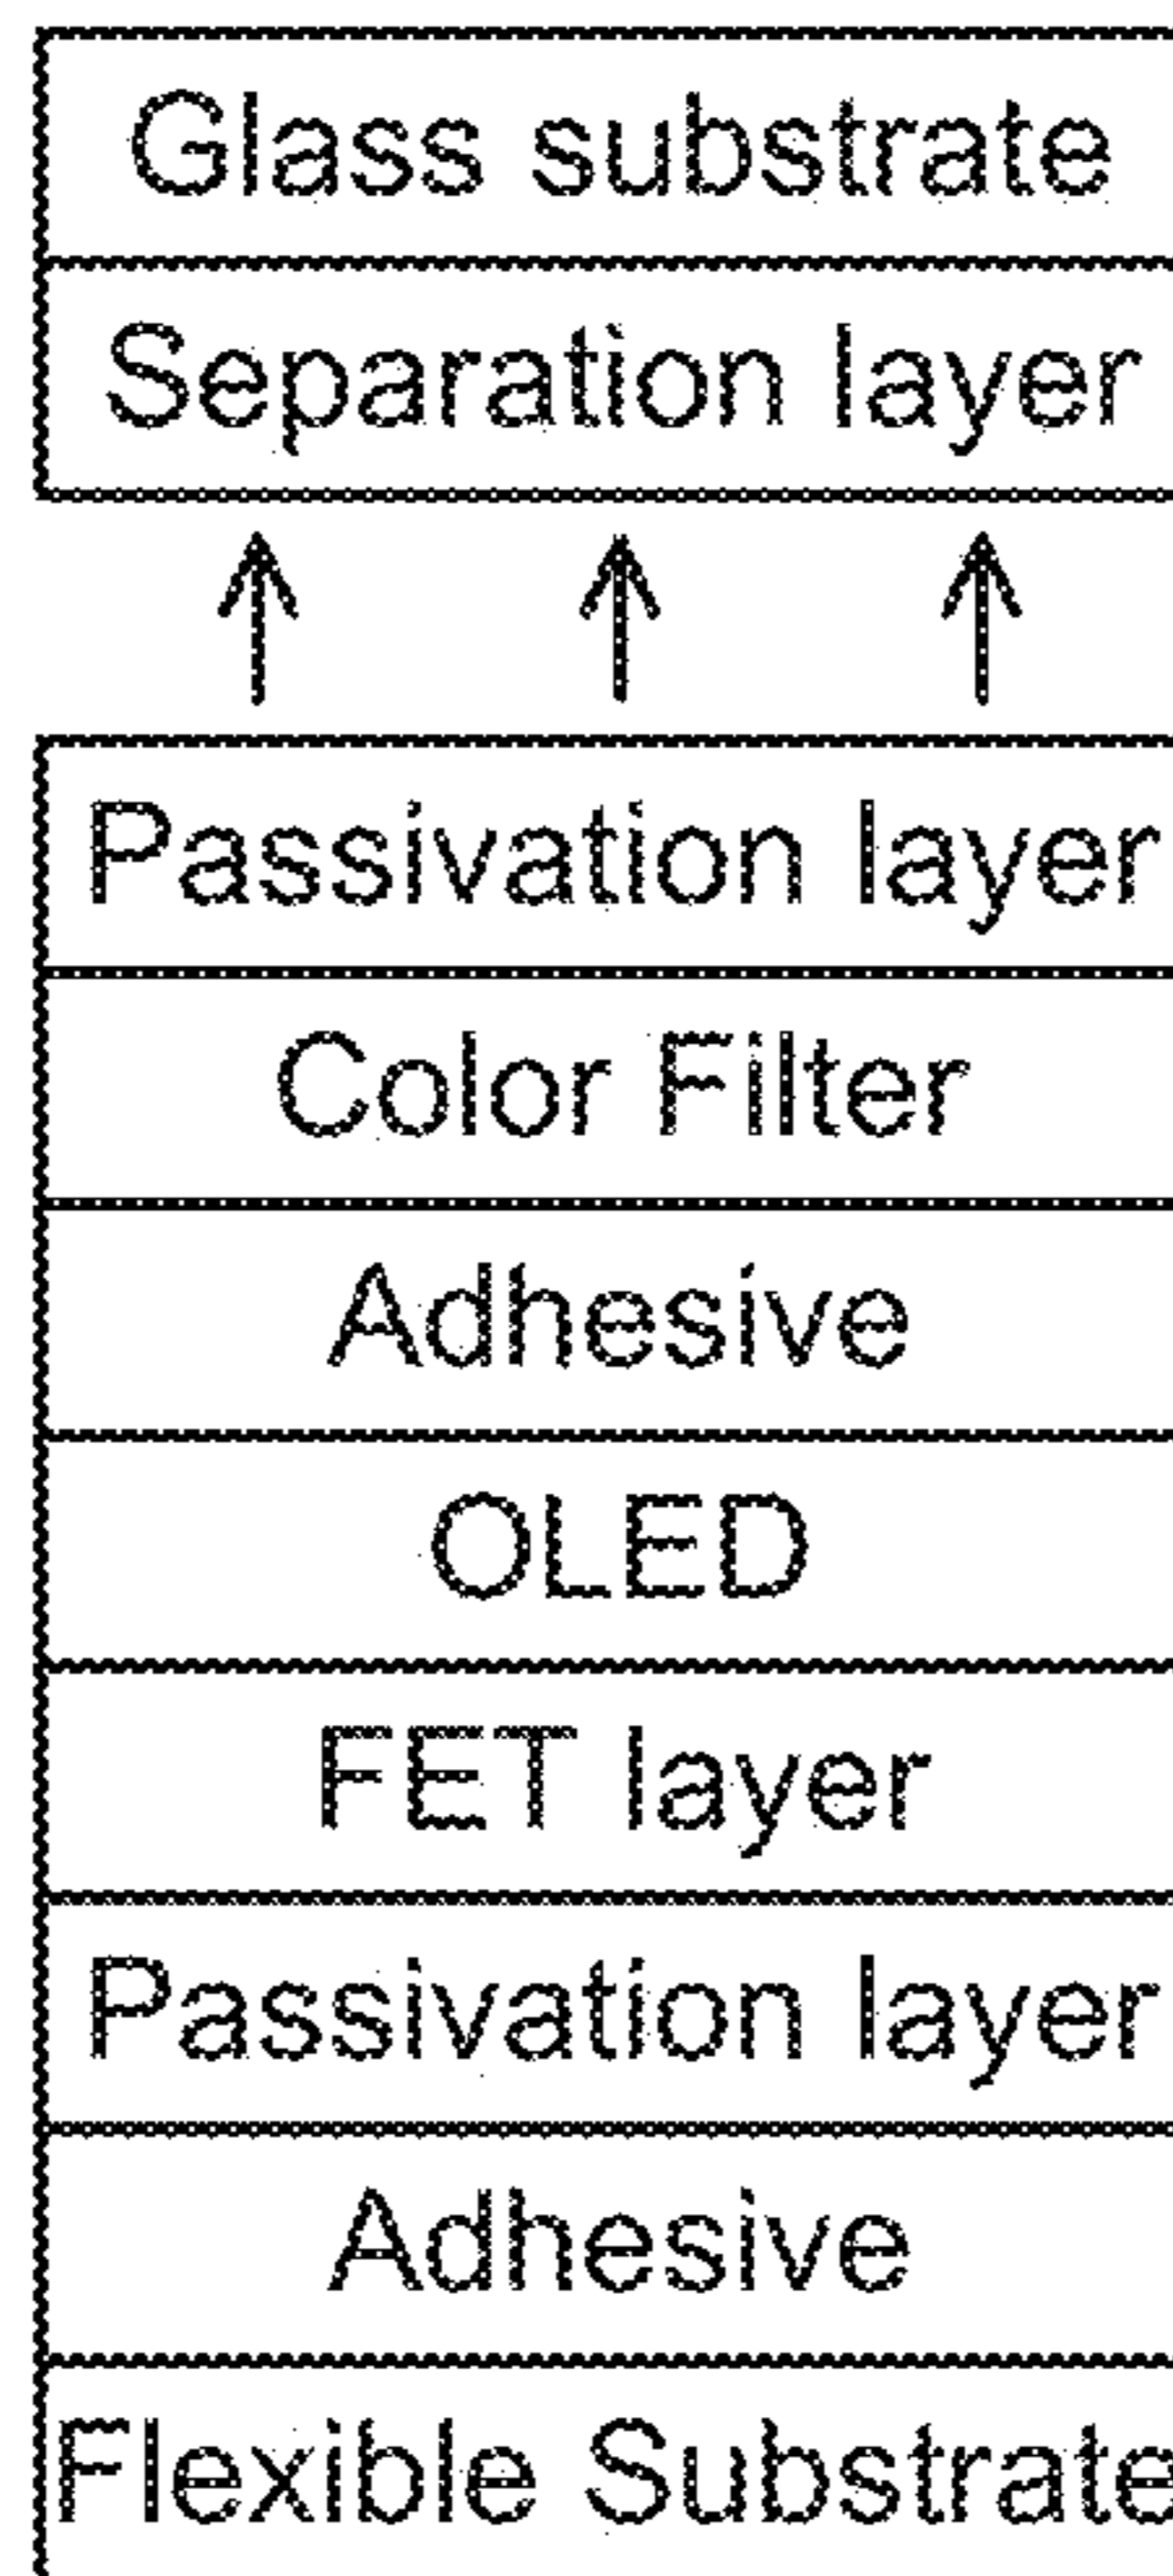 Glass substrate
Separation layer
Passivation layer
Color Filter
Adhesive
OLED
FET layer
Passivation layer
Adhesive
Flexible Substrate